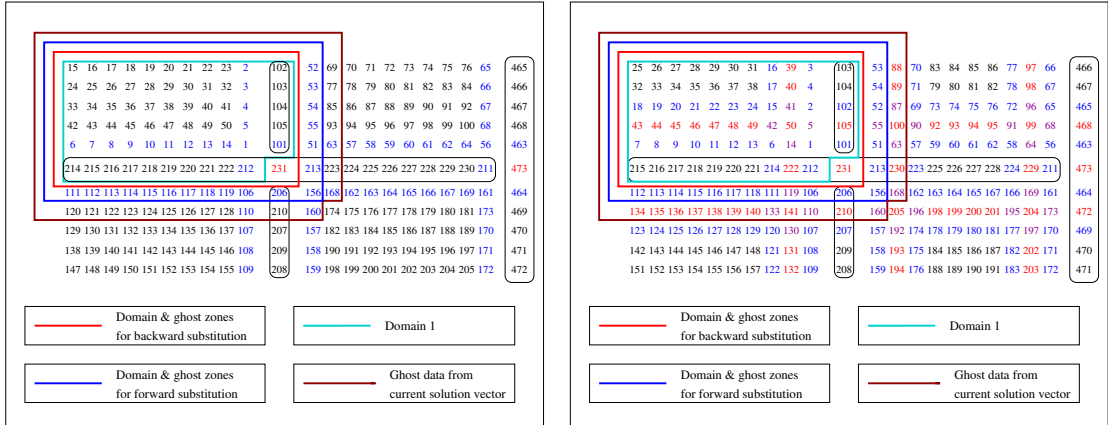 15 16 17 18 19 20 21 22 23 2 102 52 69 70 71 72 73 74 75 65 465
24 25 26 27 28 29 30 31 32 3 103 53 77 78 79 80 81 82 83 84 66 466
33 34 35 36 37 38 39 40 41 4 104 54 85 86 87 88 89 90 91 92 67 467
42 43 44 45 46 47 48 49 50 5 105 55 93 94 95 96 97 98 99 100 68 468
6 7 8 9 10 11 12 13 14 1 101 51 63 57 58 59 60 61 62 64 56 463
214 215 216 217 218 219 220 221 222 212 231 213 223 224 225 226 227 228 229 230 211 473
111 112 113 114 115 116 117 118 119 106 206 156 168 162 163 164 165 166 167 169 161 464
120 121 122 123 124 125 126 127 128 110 210 160 174 175 176 177 178 179 180 181 173 469
129 130 131 132 133 134 135 136 137 107 207 157 182 183 184 185 186 187 188 189 170 470
138 139 140 141 142 143 144 145 146 108 209 158 190 191 192 193 194 195 196 197 171 471
147 148 149 150 151 152 153 154 155 109 208 159 198 199 200 201 202 203 204 205 172 472
Domain & ghost zones
for backward substitution
Domain 1
Domain & ghost zones
for forward substitution
Ghost data from
current solution vector
25 26 27 28 29 30 31 16 39 3 103 53 88 70 83 84 85 86 77 97 66 466
32 33 34 35 36 37 38 17 40 4 104 54 89 71 79 80 81 82 78 98 67 467
18 19 20 21 22 23 24 15 41 2 102 52 87 69 73 74 75 76 72 96 65 465
43 44 45 46 47 48 49 42 50 5 105 55 100 90 92 93 94 95 91 99 68 468
7 8 9 10 11 12 13 6 14 1 101 51 63 57 59 60 61 62 58 64 56 463
215 216 217 218 219 220 221 214 222 212 231 213 230 223 225 226 227 228 224 229 211 473
112 113 114 115 116 117 118 111 119 106 206 156 168 162 164 165 166 167 163 169 161 464
134 135 136 137 138 139 140 133 141 110 210 160 205 196 198 199 200 201 195 204 173 472
123 124 125 126 127 128 129 120 130 107 207 157 192 174 184 185 186 187 177 197 170 469
142 143 144 145 146 147 148 121 131 108 209 158 193 175 178 179 180 181 182 202 171 470
151 152 153 154 155 156 157 122 132 109 208 159 194 176 188 189 190 191 183 203 172 471
Domain & ghost zones
for backward substitution
Domain 1
Domain & ghost zones
for forward substitution
Ghost data from
current solution vector